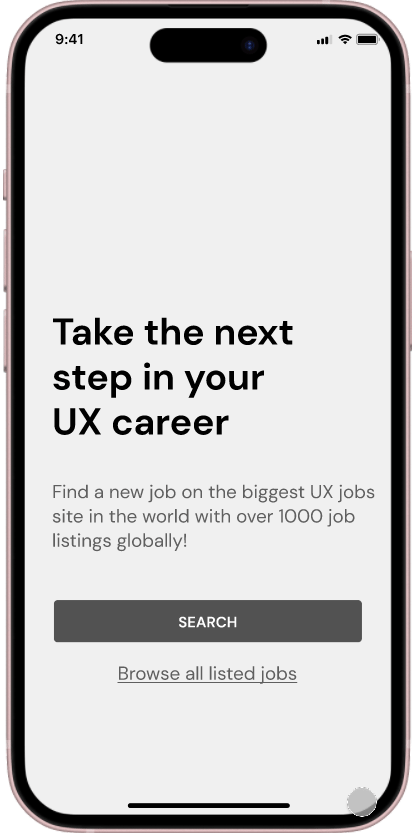 9:41
Take the next
step in your
UX career
Find a new job on the biggest UX jobs
site in the world with over 1000 job
listings globally!
SEARCH
Browse all listed jobs